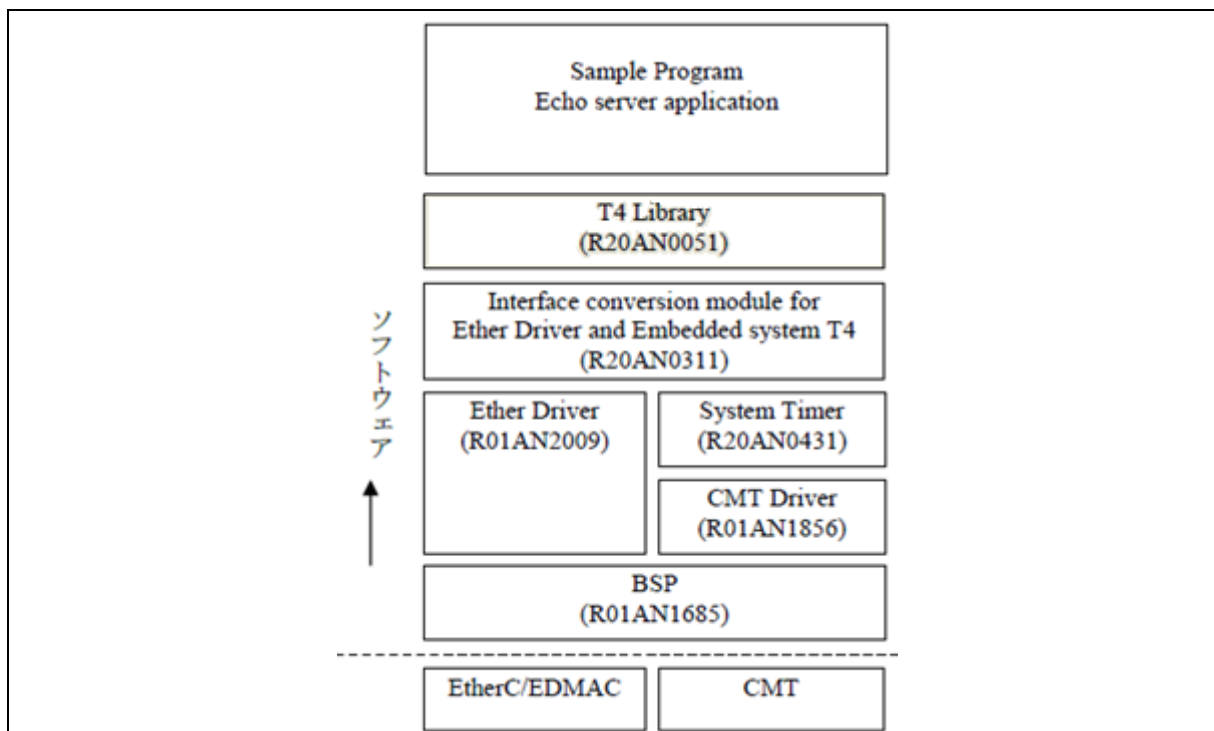 Sample Program
Echo server application
T4 Library
(R20AN0051)
Interface conversion module for
Ether Driver and Embedded system T4
(R20AN0311)
ソフトウェア
Ether Driver
(R01AN2009)
System Timer
(R20AN0431)
CMT Driver
(R01AN1856)
BSP
(R01AN1685)
EtherC/EDMAC
CMT